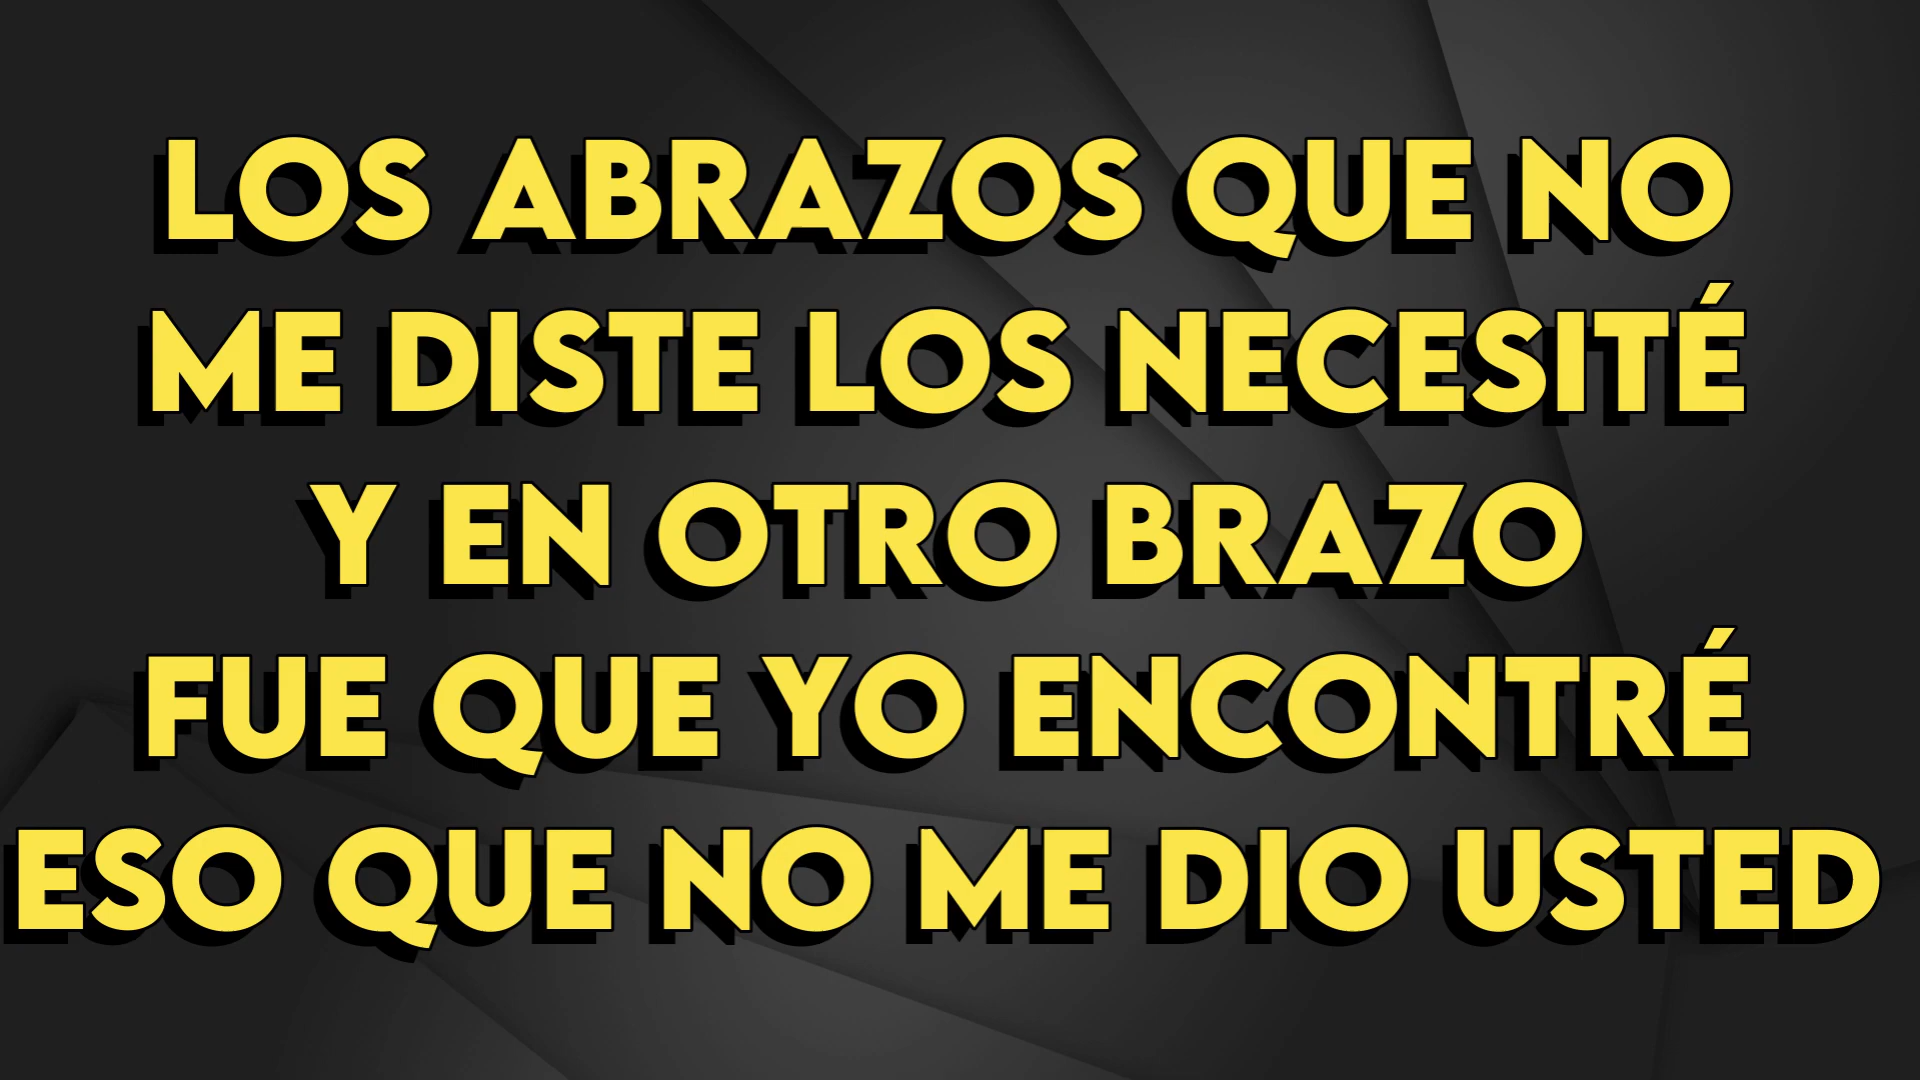 LOS ABRAZOS QUE NO
ME DISTE LOS NECESITÉ
Y EN OTRO BRAZO
FUE QUE YO ENCONTRÉ
ESO QUE NO ME DIO USTED